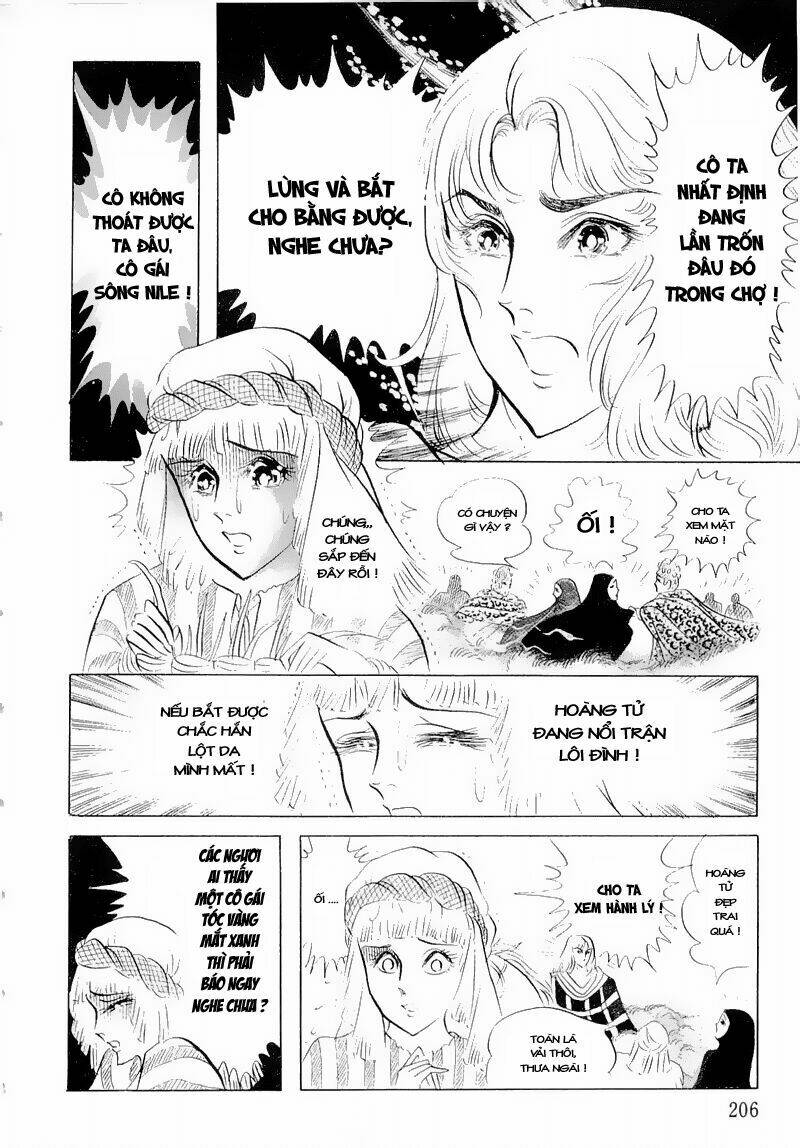 CÔ TA
NHẤT ĐỊNH
ĐANG
LẨN TRỐN
ĐÂU ĐÓ
TRONG CHỢ !
LÙNG VÀ BẮT
CHO BẰNG ĐƯỢC,
NGHE CHƯA?
CÔ KHÔNG
THOÁT ĐƯỢC
TA ĐÂU,
CÔ GÁI
SÔNG NILE !
CHO TA
XEM MẶT
NÀO !
ỐI !
CÓ CHUYỆN
GÌ VẬY ?
CHÚNG,,
CHÚNG
SẮP ĐẾN
ĐÂY RỒI !
HOÀNG TỬ
ĐANG NỔI TRẬN
LÔI ĐÌNH !
NẾU BẮT ĐƯỢC
CHẮC HẮN
LỘT DA
MÌNH MẤT !
HOÀNG
TỬ
ĐẸP
TRAI
QUÁ !
CHO TA
XEM HÀNH LÝ !
ỐI ....
TOÀN LÀ
VẢI THÔI,
THƯA NGÀI !
CÁC NGƯƠI
AI THẤY
MỘT CÔ GÁI
TÓC VÀNG
MẮT XANH
THÌ PHẢI
BÁO NGAY
NGHE CHƯA ?
206